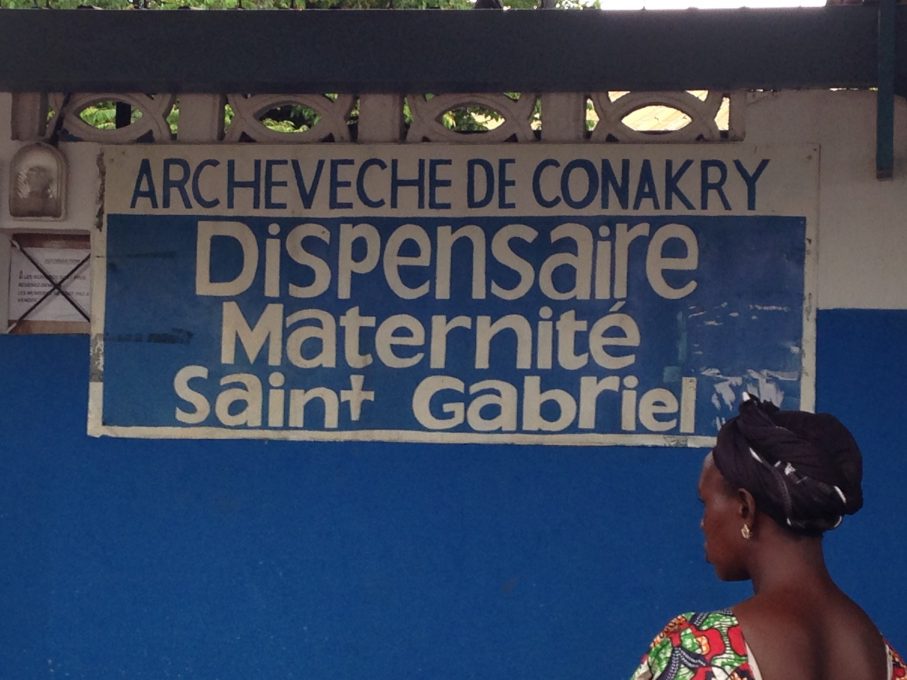 ARCHEVECHE DE CONAKRY
Dispensaire
Maternité
Saint Gabriel